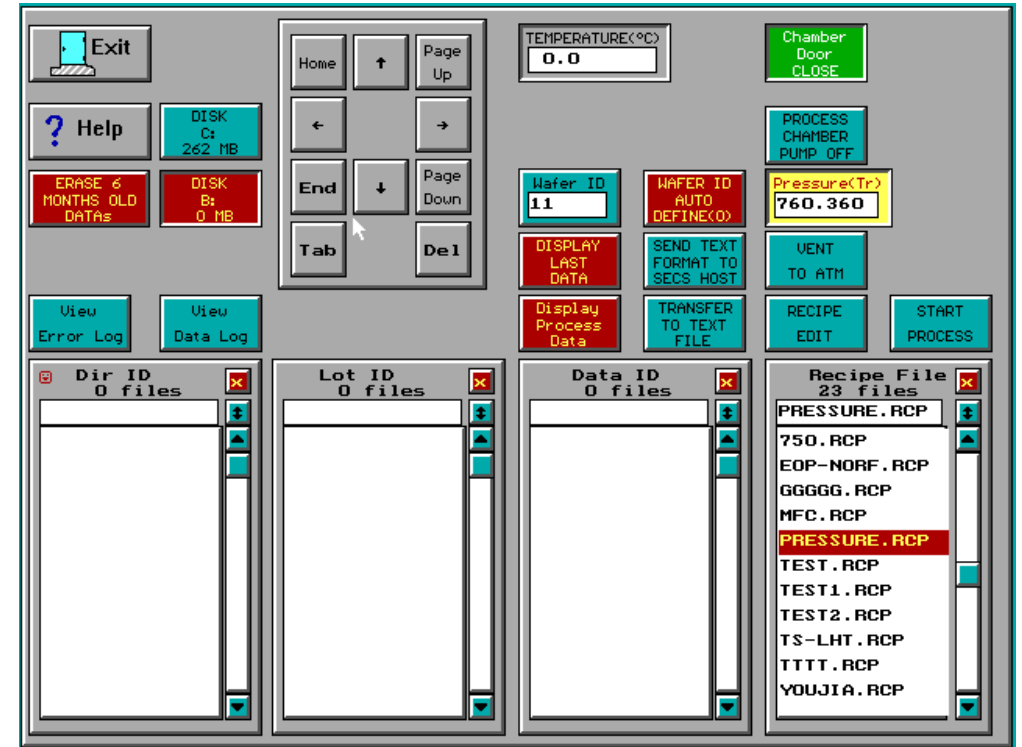 Exit
? Help
DISK
C:
262 MB
ERASE 6
MONTHS OLD
DATAs
DISK
B:
0 MB
Home
↑
Page
Up
←
→
End
↓
Page
Down
Tab
Del
TEMPERATURE(°C)
0.0
Chamber
Door
CLOSE
PROCESS
CHAMBER
PUMP OFF
Wafer ID
11
WAFER ID
AUTO
DEFINE(O)
Pressure(Tr)
760.360
DISPLAY
LAST
DATA
SEND TEXT
FORMAT TO
SECS HOST
VENT
TO ATM
View
Error Log
View
Data Log
Display
Process
Data
TRANSFER
TO TEXT
FILE
RECIPE
EDIT
START
PROCESS
Dir ID
0 files
Lot ID
0 files
Data ID
0 files
Recipe File
23 files
PRESSURE.RCP
750.RCP
EOP-NORF.RCP
GGGGG.RCP
MFC.RCP
PRESSURE.RCP
TEST.RCP
TEST1.RCP
TEST2.RCP
TS-LHT.RCP
TTTT.RCP
YOUJIA.RCP